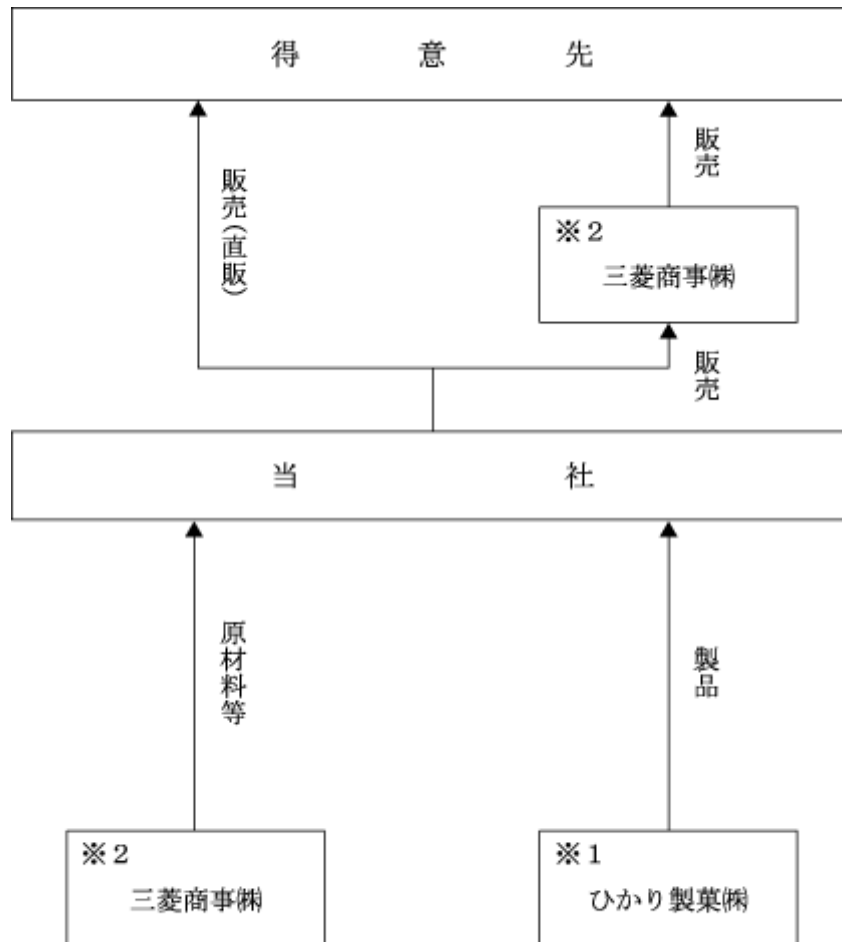 得意先
販売(直販)
販売
※2
三菱商事㈱
販売
当社
原材料等
製品
※2
三菱商事㈱
※1
ひかり製菓㈱